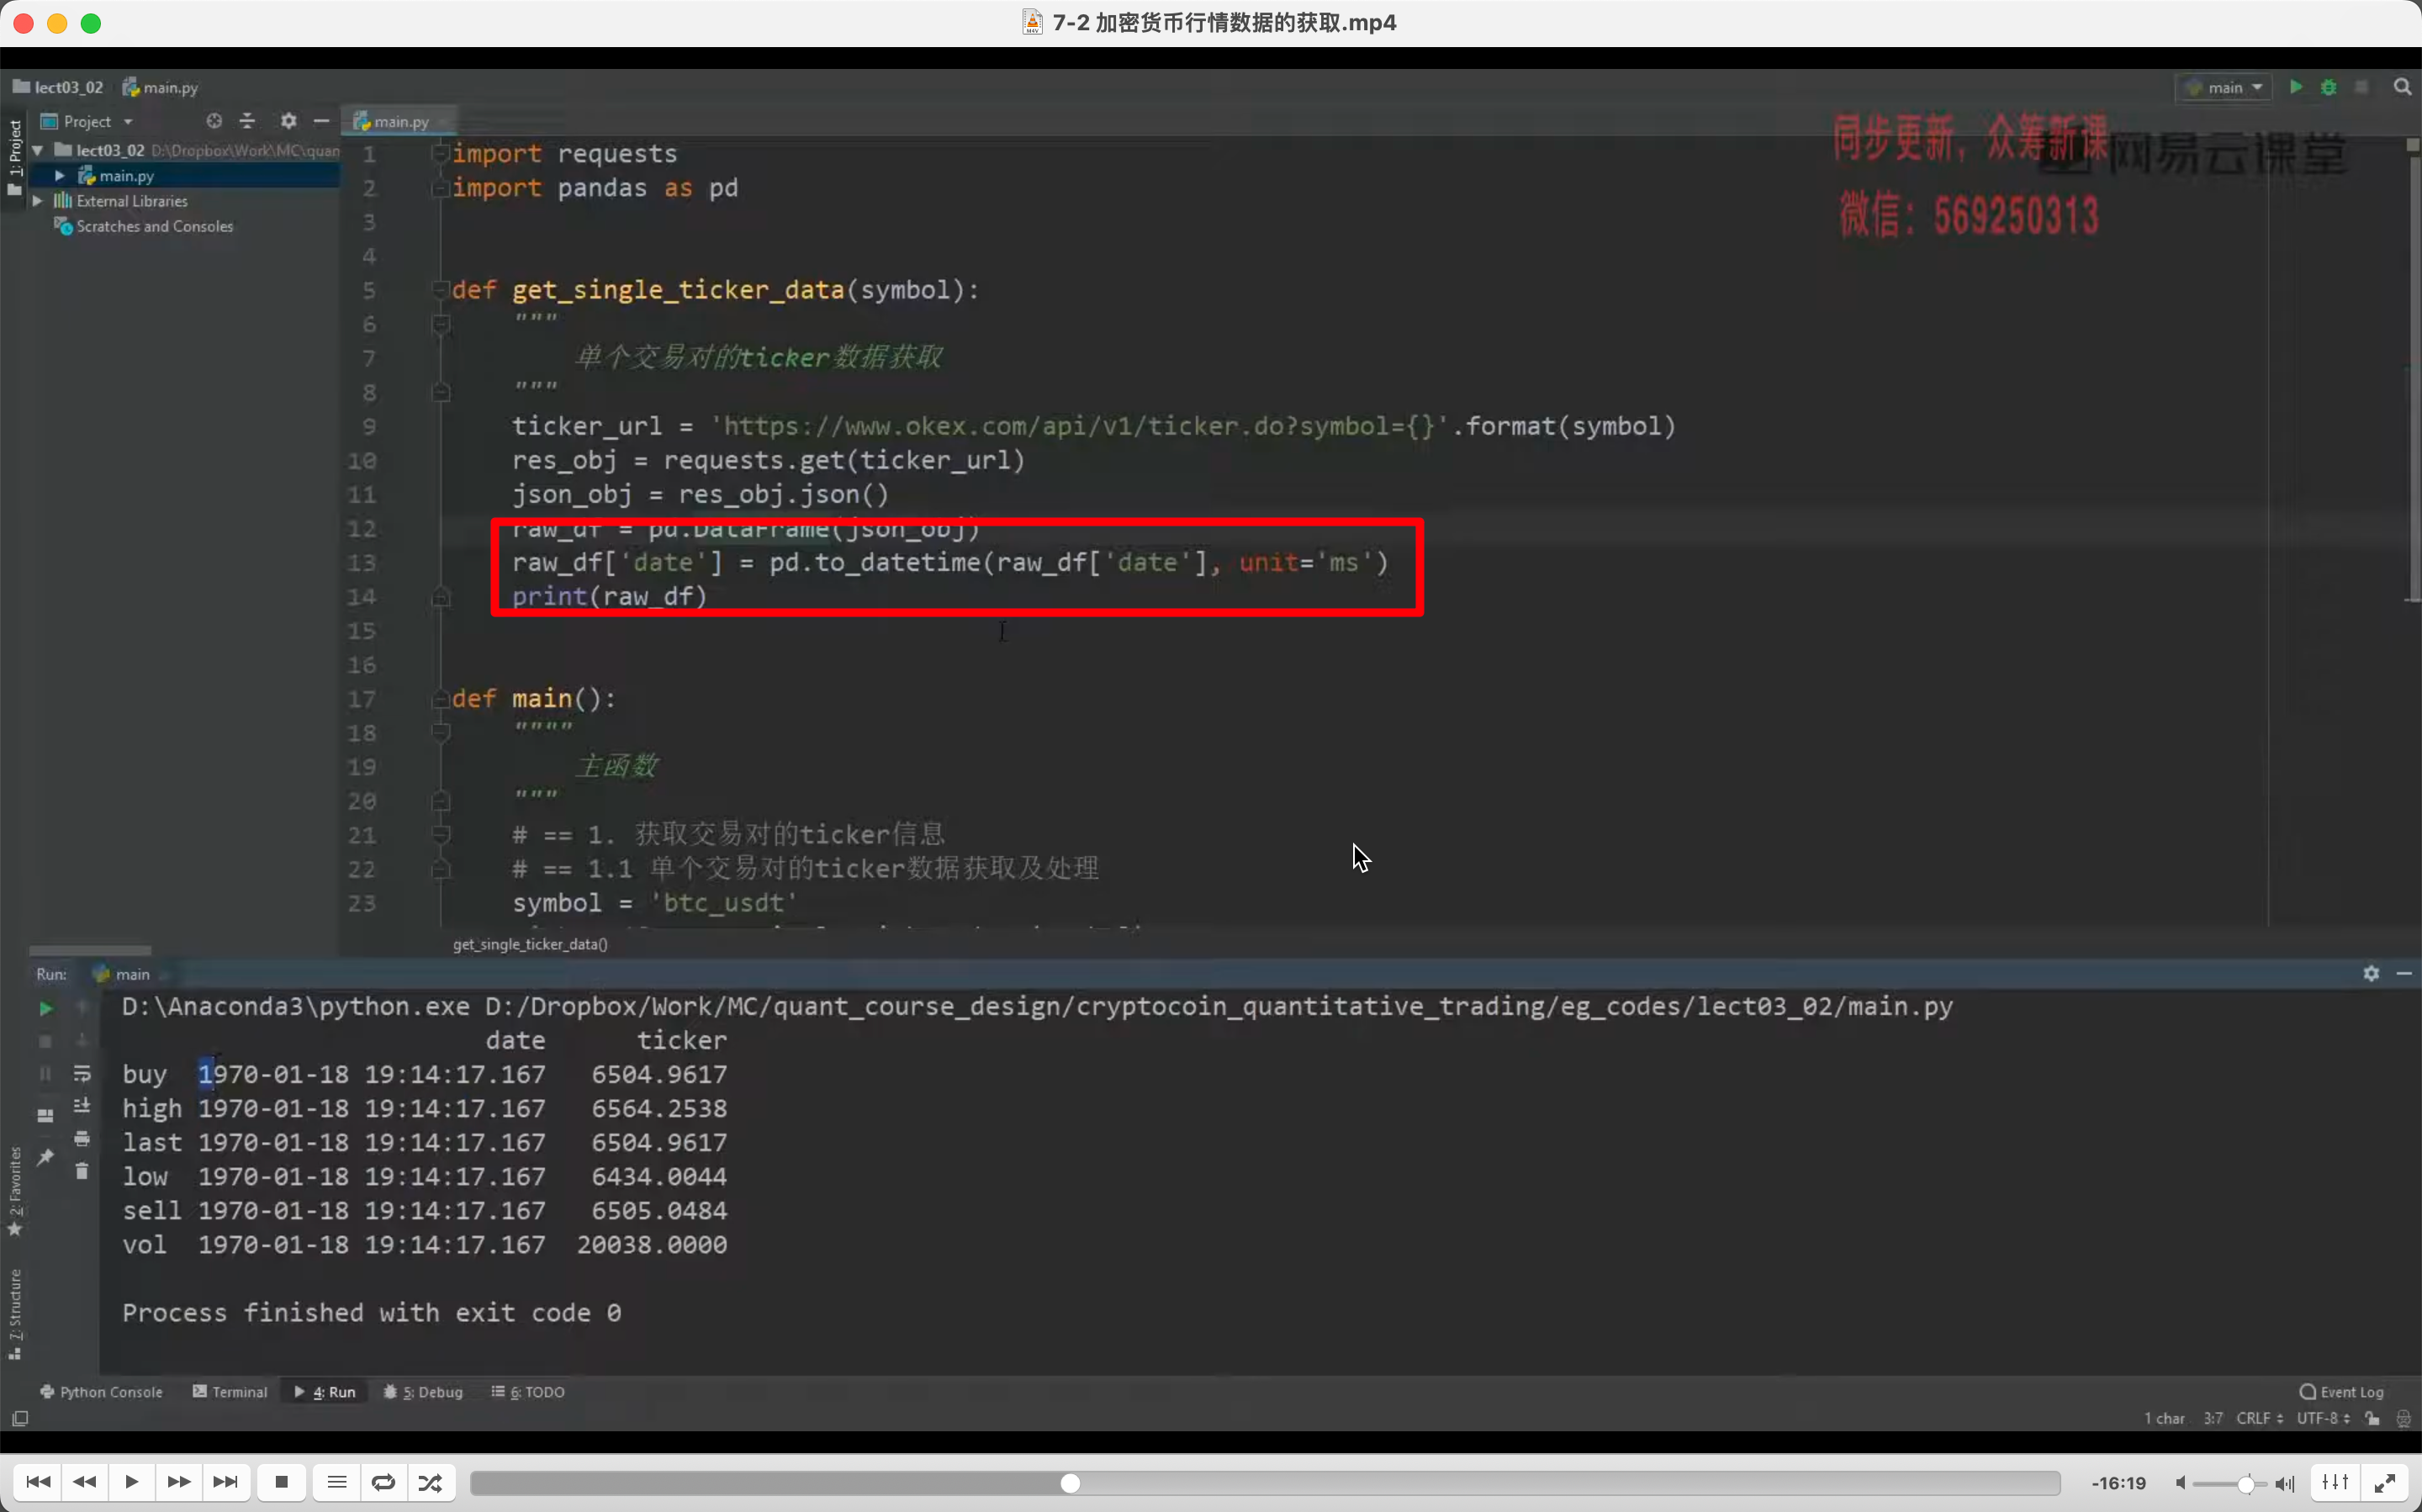 7-2 加密货币行情数据的获取.mp4
lect03_02 main.py
main
Project
main.py
同步更新，众筹新课
网易云课堂
微信：569250313
1: Project
lect03_02 D:\Dropbox\Work\MC\quan
main.py
External Libraries
Scratches and Consoles
1 import requests
2 import pandas as pd
3
4
5 def get_single_ticker_data(symbol):
6 """
7 单个交易对的ticker数据获取
8 """
9 ticker_url = 'https://www.okex.com/api/v1/ticker.do?symbol={}'.format(symbol)
10 res_obj = requests.get(ticker_url)
11 json_obj = res_obj.json()
12 raw_df = pd.DataFrame(json_obj)
13 raw_df['date'] = pd.to_datetime(raw_df['date'], unit='ms')
14 print(raw_df)
15
16
17 def main():
18 """"
19 主函数
20 """
21 # == 1. 获取交易对的ticker信息
22 # == 1.1 单个交易对的ticker数据获取及处理
23 symbol = 'btc_usdt'
get_single_ticker_data()
Run: main
D:\Anaconda3\python.exe D:/Dropbox/Work/MC/quant_course_design/cryptocoin_quantitative_trading/eg_codes/lect03_02/main.py
date ticker
buy 1970-01-18 19:14:17.167 6504.9617
high 1970-01-18 19:14:17.167 6564.2538
last 1970-01-18 19:14:17.167 6504.9617
low 1970-01-18 19:14:17.167 6434.0044
sell 1970-01-18 19:14:17.167 6505.0484
vol 1970-01-18 19:14:17.167 20038.0000
Process finished with exit code 0
2: Favorites
7: Structure
Python Console Terminal 4: Run 5: Debug 6: TODO
Event Log
1 char 3:7 CRLF UTF-8
-16:19